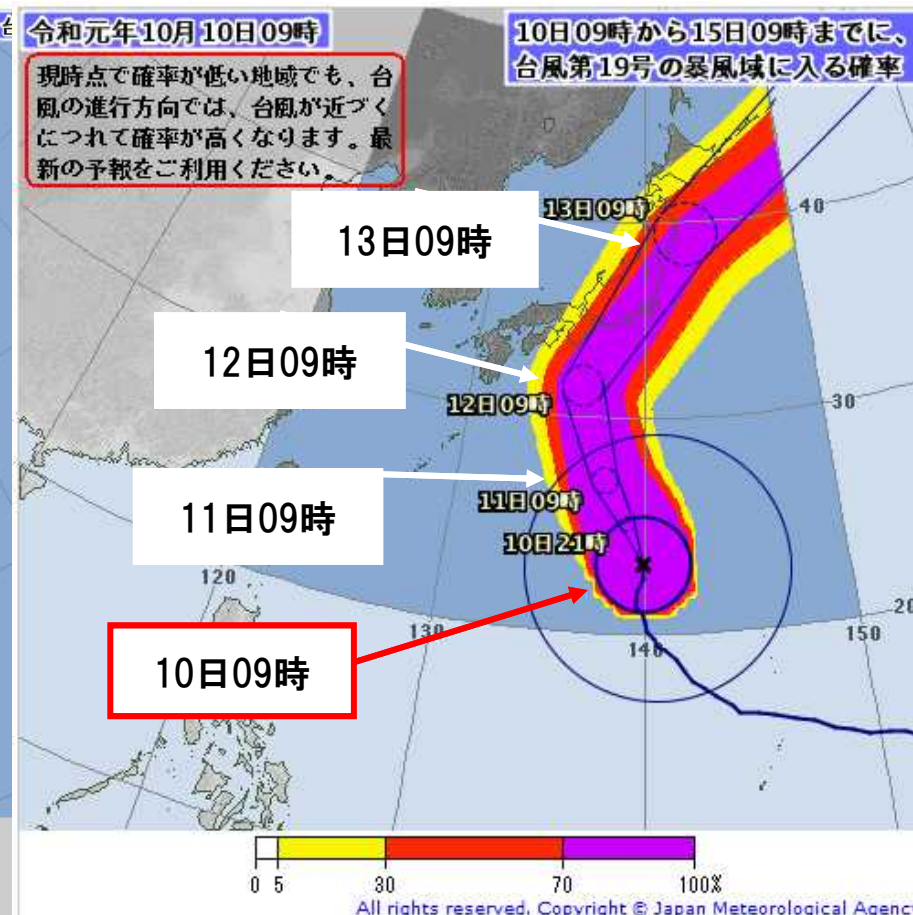 令和元年10月10日09時
10日09時から15日09時までに、
台風第19号の暴風域に入る確率
現時点で確率が低い地域でも、台
風の進行方向では、台風が近づく
につれて確率が高くなります。最
新の予報をご利用ください。
13日09時
13日09時
40
12日09時
12日09時
30
11日09時
11日09時
10日21時
120
130
140
150
20
10日09時
0 5 30 70 100%
All rights reserved. Copyright © Japan Meteorological Agency